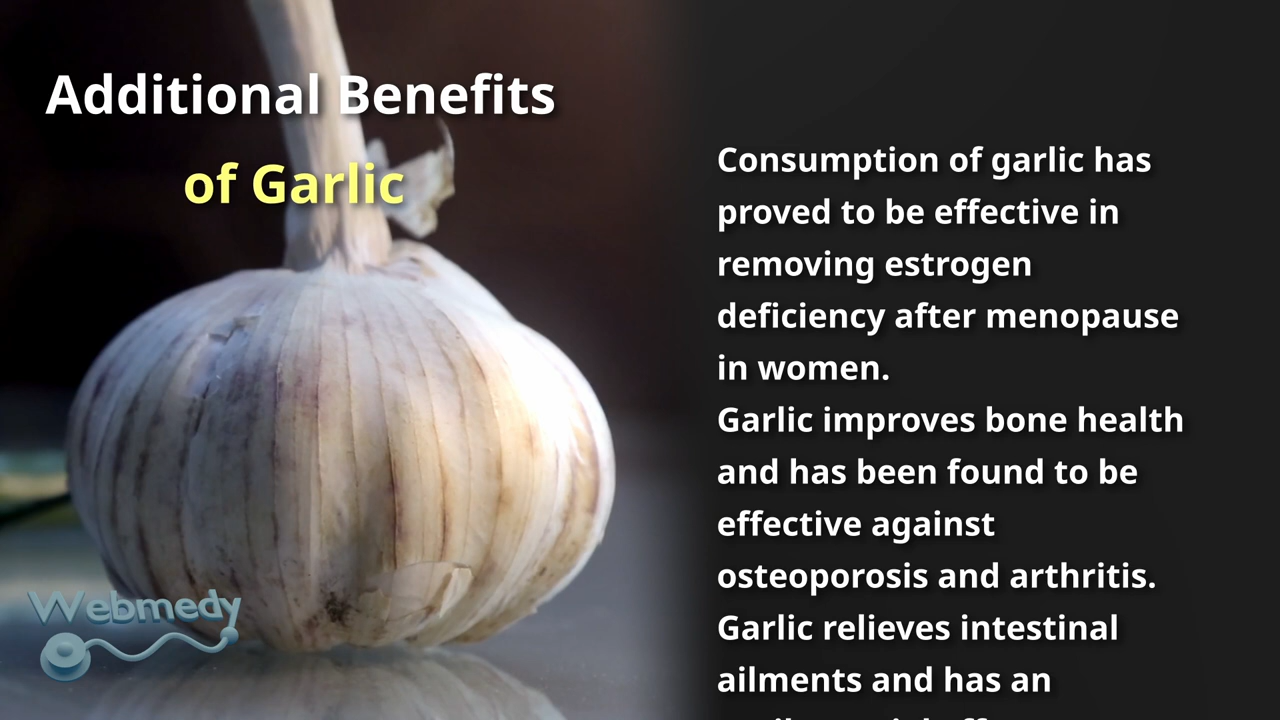 Additional Benefits
of Garlic
Consumption of garlic has
proved to be effective in
removing estrogen
deficiency after menopause
in women.
Garlic improves bone health
and has been found to be
effective against
osteoporosis and arthritis.
Garlic relieves intestinal
ailments and has an
Webmedy